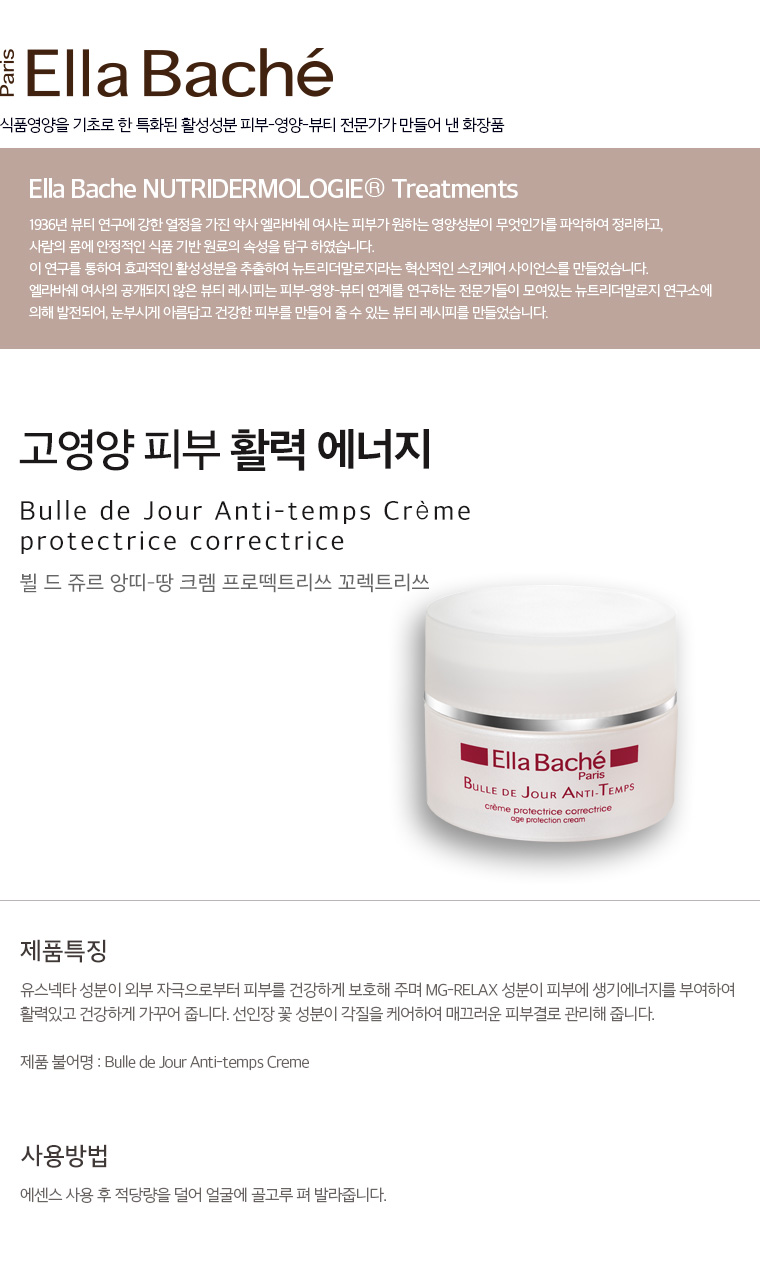 Paris
Ella Baché
식품영양을 기초로 한 특화된 활성성분 피부-영양-뷰티 전문가가 만들어 낸 화장품
Ella Bache NUTRIDERMOLOGIE® Treatments
1936년 뷰티 연구에 강한 열정을 가진 약사 엘라바쉐 여사는 피부가 원하는 영양성분이 무엇인가를 파악하여 정리하고,
사람의 몸에 안정적인 식품 기반 원료의 속성을 탐구 하였습니다.
이 연구를 통하여 효과적인 활성성분을 추출하여 뉴트리더말로지라는 혁신적인 스킨케어 사이언스를 만들었습니다.
엘라바쉐 여사의 공개되지 않은 뷰티 레시피는 피부-영양-뷰티 연계를 연구하는 전문가들이 모여있는 뉴트리더말로지 연구소에
의해 발전되어, 눈부시게 아름답고 건강한 피부를 만들어 줄 수 있는 뷰티 레시피를 만들었습니다.
고영양 피부 활력 에너지
Bulle de Jour Anti-temps Crème
protectrice correctrice
뷜 드 쥬르 앙띠-땅 크렘 프로떽트리쓰 꼬렉트리쓰
Ella Baché
Paris
BULLE DE JOUR ANTI-TEMPS
crème protectrice correctrice
age protection cream
제품특징
유스넥타 성분이 외부 자극으로부터 피부를 건강하게 보호해 주며 MG-RELAX 성분이 피부에 생기에너지를 부여하여
활력있고 건강하게 가꾸어 줍니다. 선인장 꽃 성분이 각질을 케어하여 매끄러운 피부결로 관리해 줍니다.
제품 불어명 : Bulle de Jour Anti-temps Creme
사용방법
에센스 사용 후 적당량을 덜어 얼굴에 골고루 펴 발라줍니다.